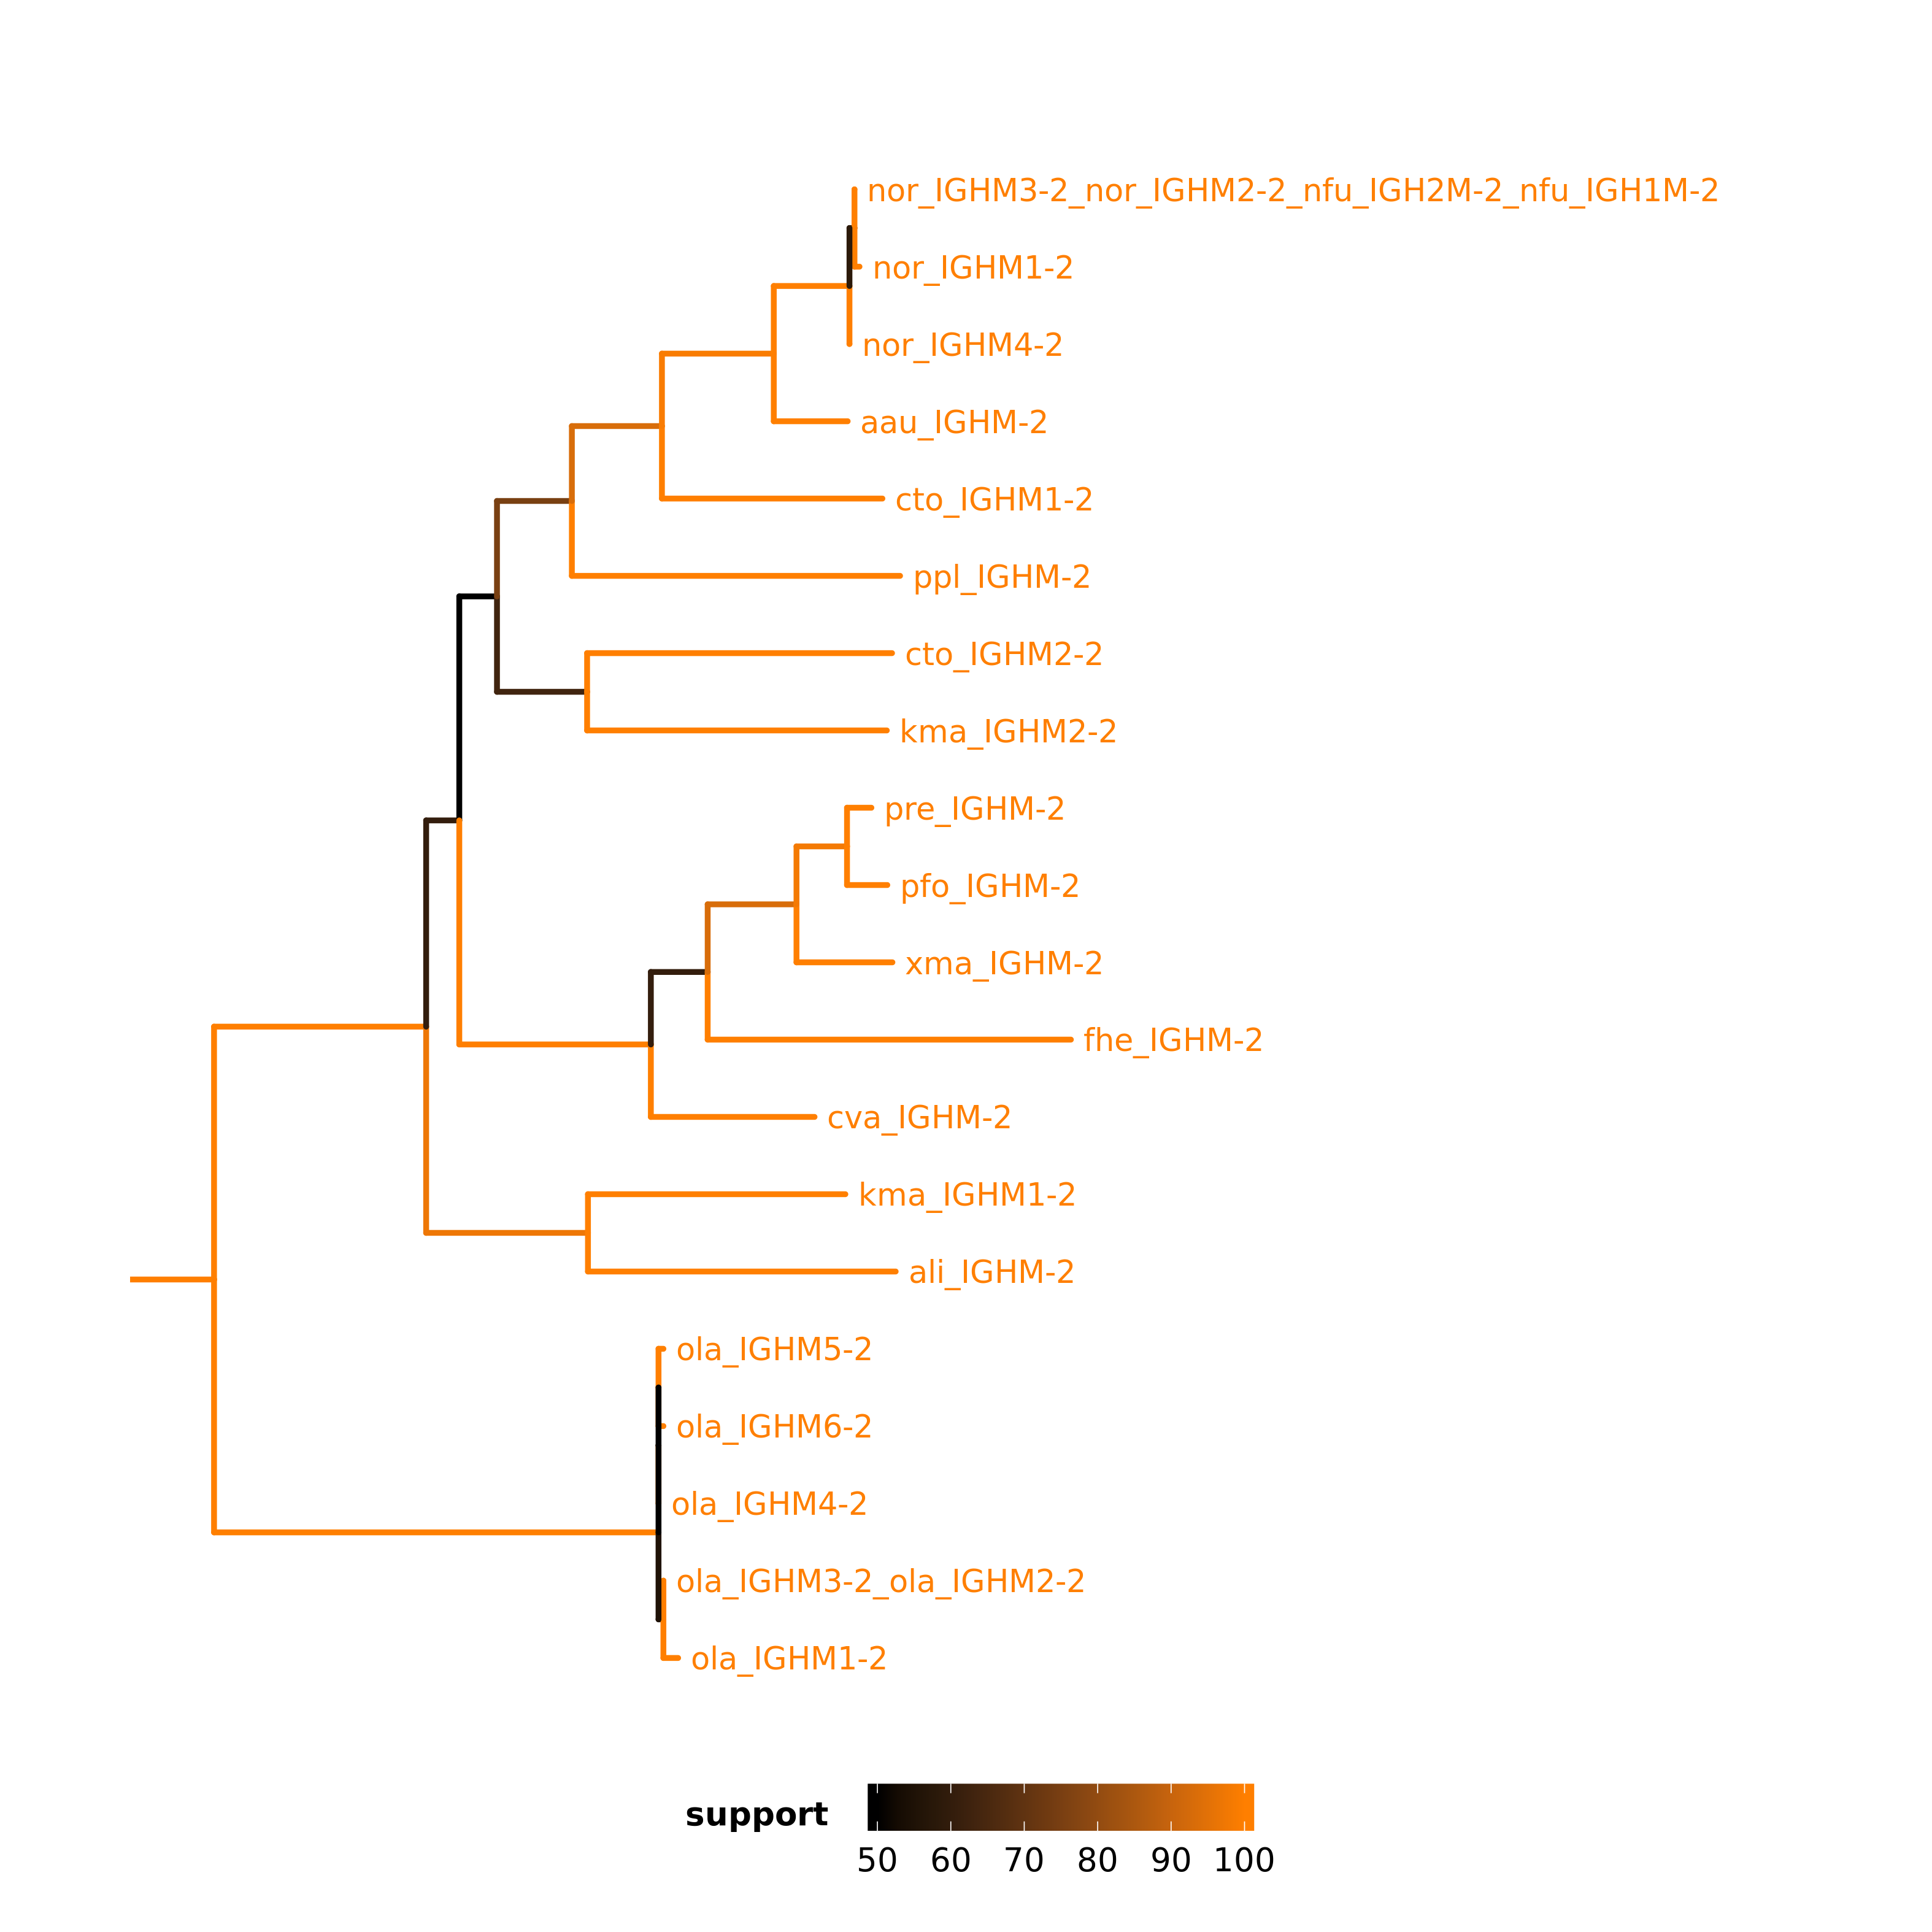 nor_IGHM3-2_nor_IGHM2-2_nfu_IGH2M-2_nfu_IGH1M-2
nor_IGHM1-2
nor_IGHM4-2
aau_IGHM-2
cto_IGHM1-2
ppl_IGHM-2
cto_IGHM2-2
kma_IGHM2-2
pre_IGHM-2
pfo_IGHM-2
xma_IGHM-2
fhe_IGHM-2
cva_IGHM-2
kma_IGHM1-2
ali_IGHM-2
ola_IGHM5-2
ola_IGHM6-2
ola_IGHM4-2
ola_IGHM3-2_ola_IGHM2-2
ola_IGHM1-2
support
50 60 70 80 90 100